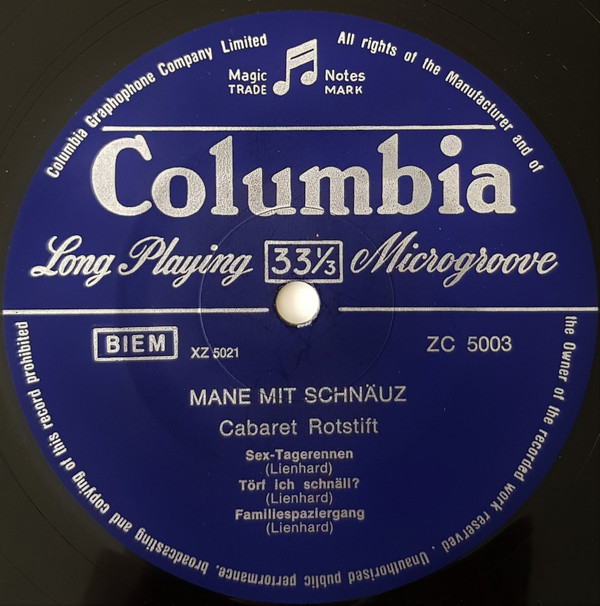 Columbia Graphophone Company Limited
All rights of the Manufacturer and of
the Owner of the recorded work reserved . Unauthorised public performance, broadcasting and copying of this record prohibited
Magic Notes
TRADE MARK
Columbia
Long Playing 33⅓ Microgroove
BIEM XZ 5021 ZC 5003
MANE MIT SCHNÄUZ
Cabaret Rotstift
Sex-Tagerennen
(Lienhard)
Törf ich schnäll?
(Lienhard)
Familiespaziergang
(Lienhard)